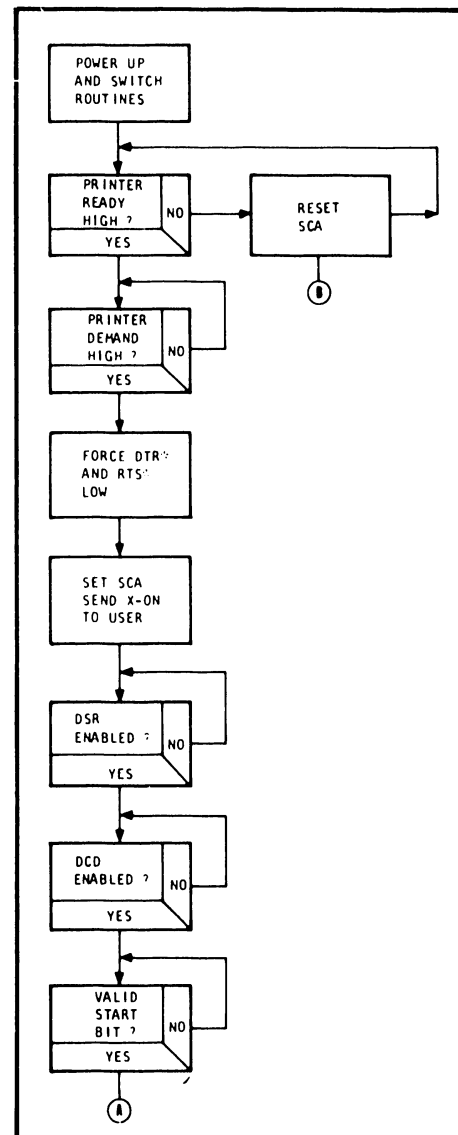 POWER UP
AND SWITCH
ROUTINES
PRINTER
READY
HIGH ?
NO
YES
RESET
SCA
B
PRINTER
DEMAND
HIGH ?
NO
YES
FORCE DTR*
AND RTS*
LOW
SET SCA
SEND X-ON
TO USER
DSR
ENABLED ?
NO
YES
DCD
ENABLED ?
NO
YES
VALID
START
BIT ?
NO
YES
A